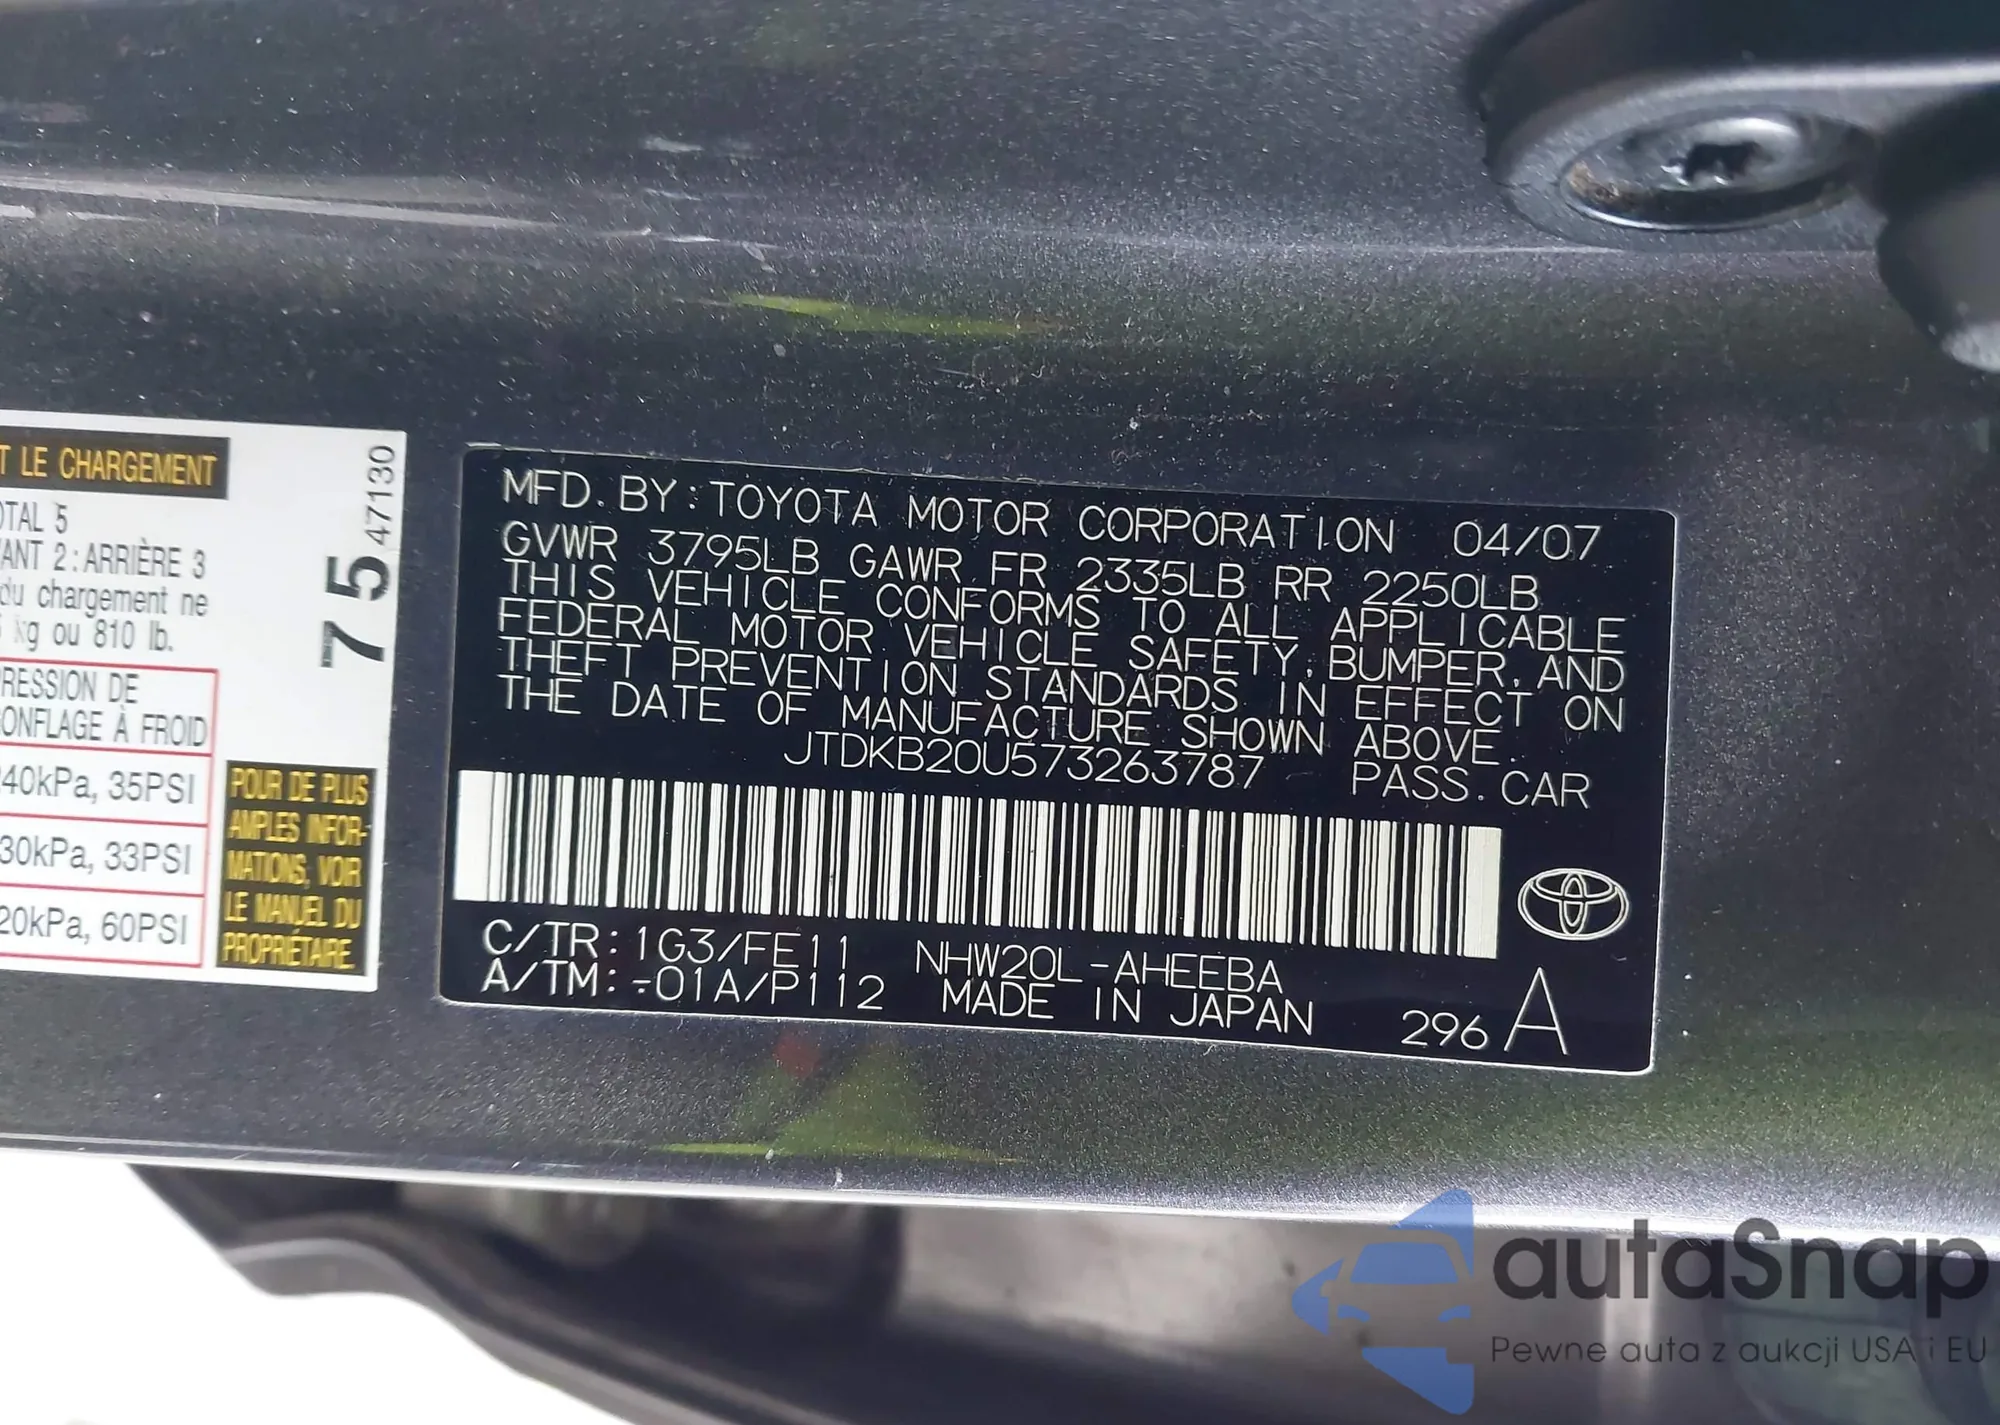 T LE CHARGEMENT
OTAL 5
ANT 2 : ARRIÈRE 3
du chargement ne
kg ou 810 lb.
RESSION DE
ONFLAGE À FROID
40kPa, 35PSI
30kPa, 33PSI
20kPa, 60PSI
75
47130
POUR DE PLUS
AMPLES INFOR-
MATIONS, VOIR
LE MANUEL DU
PROPRIÉTAIRE.
MFD. BY : TOYOTA MOTOR CORPORATION 04/07
GVWR 3795LB GAWR FR 2335LB RR 2250LB
THIS VEHICLE CONFORMS TO ALL APPLICABLE
FEDERAL MOTOR VEHICLE SAFETY, BUMPER, AND
THEFT PREVENTION STANDARDS IN EFFECT ON
THE DATE OF MANUFACTURE SHOWN ABOVE.
JTDKB20U573263787 PASS. CAR
C/TR: 1G3/FE11 NHW20L-AHEEBA
A/TM: -01A/P112 MADE IN JAPAN 296 A
autaSnap
Pewne auta z aukcji USA i EU